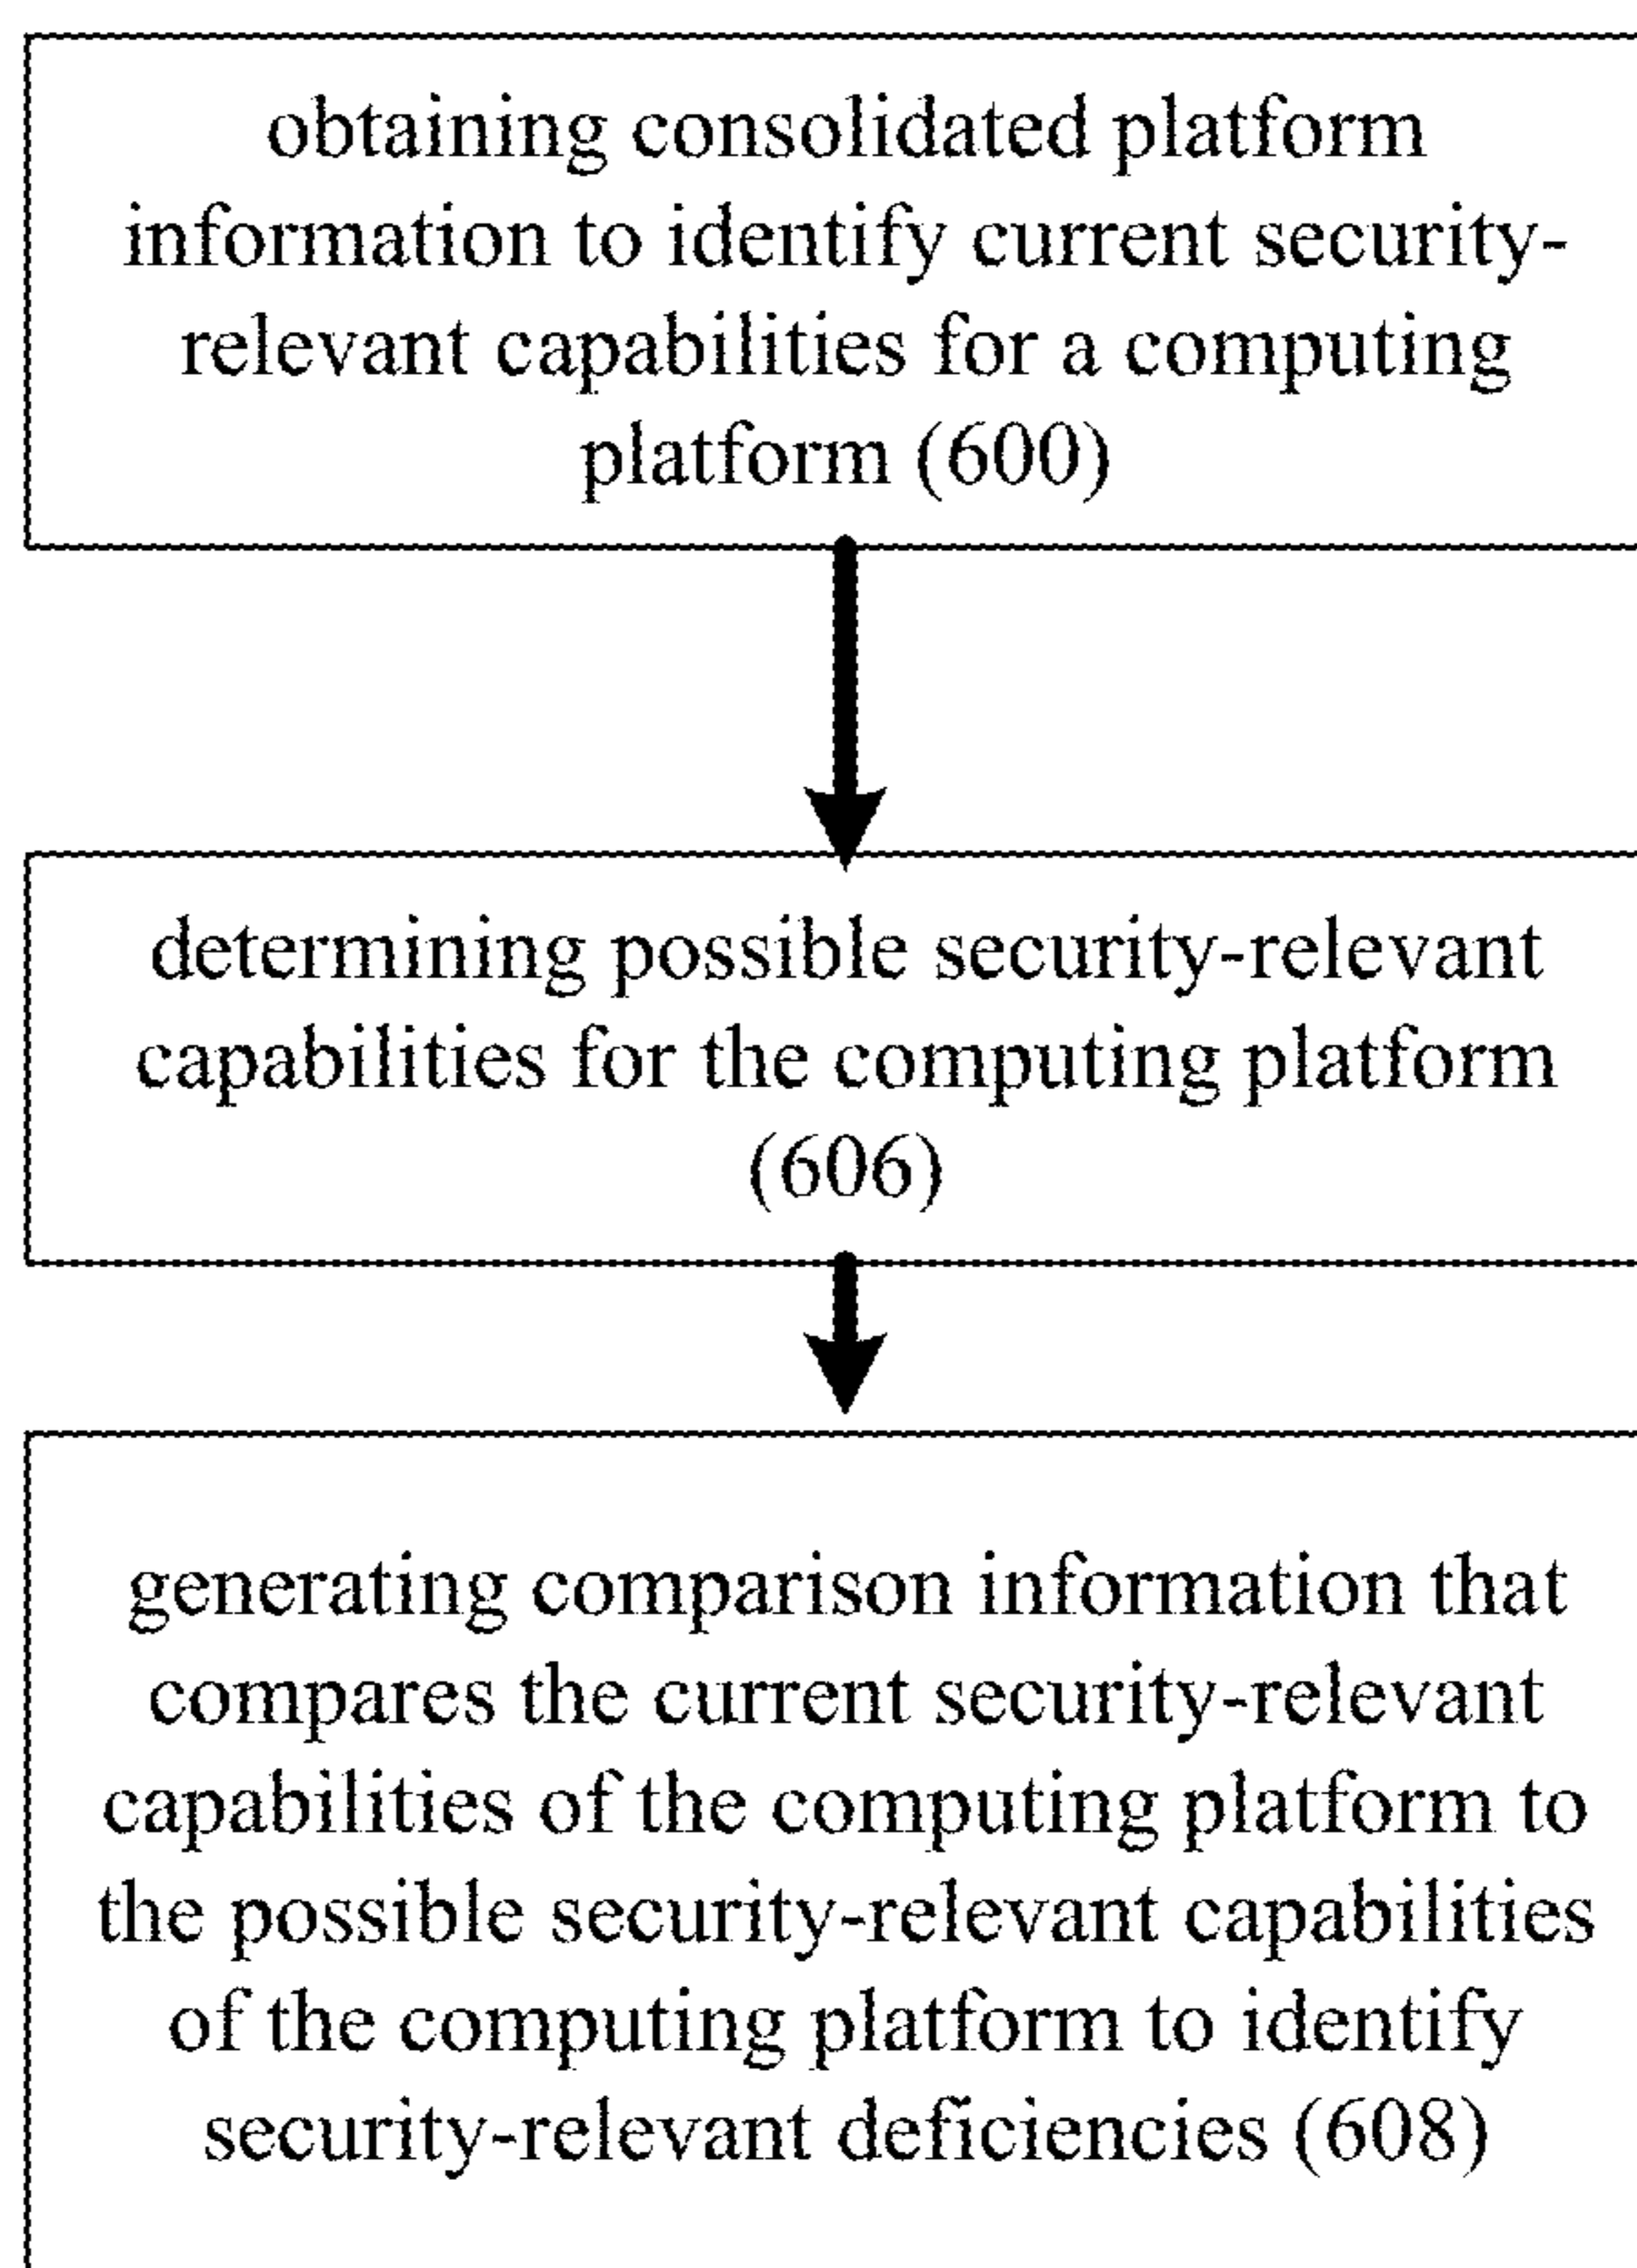 obtaining consolidated platform
information to identify current security-
relevant capabilities for a computing
platform (600)
determining possible security-relevant
capabilities for the computing platform
(606)
generating comparison information that
compares the current security-relevant
capabilities of the computing platform to
the possible security-relevant capabilities
of the computing platform to identify
security-relevant deficiencies (608)